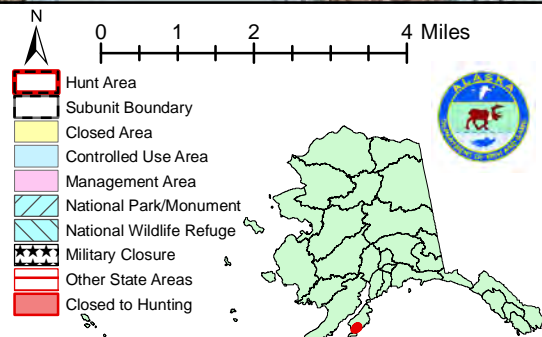 N
0 2 4 Miles
Hunt Area
Subunit Boundary
Closed Area
Controlled Use Area
Management Area
National Park/Monument
National Wildlife Refuge
Military Closure
Other State Areas
Closed to Hunting
ALASKA